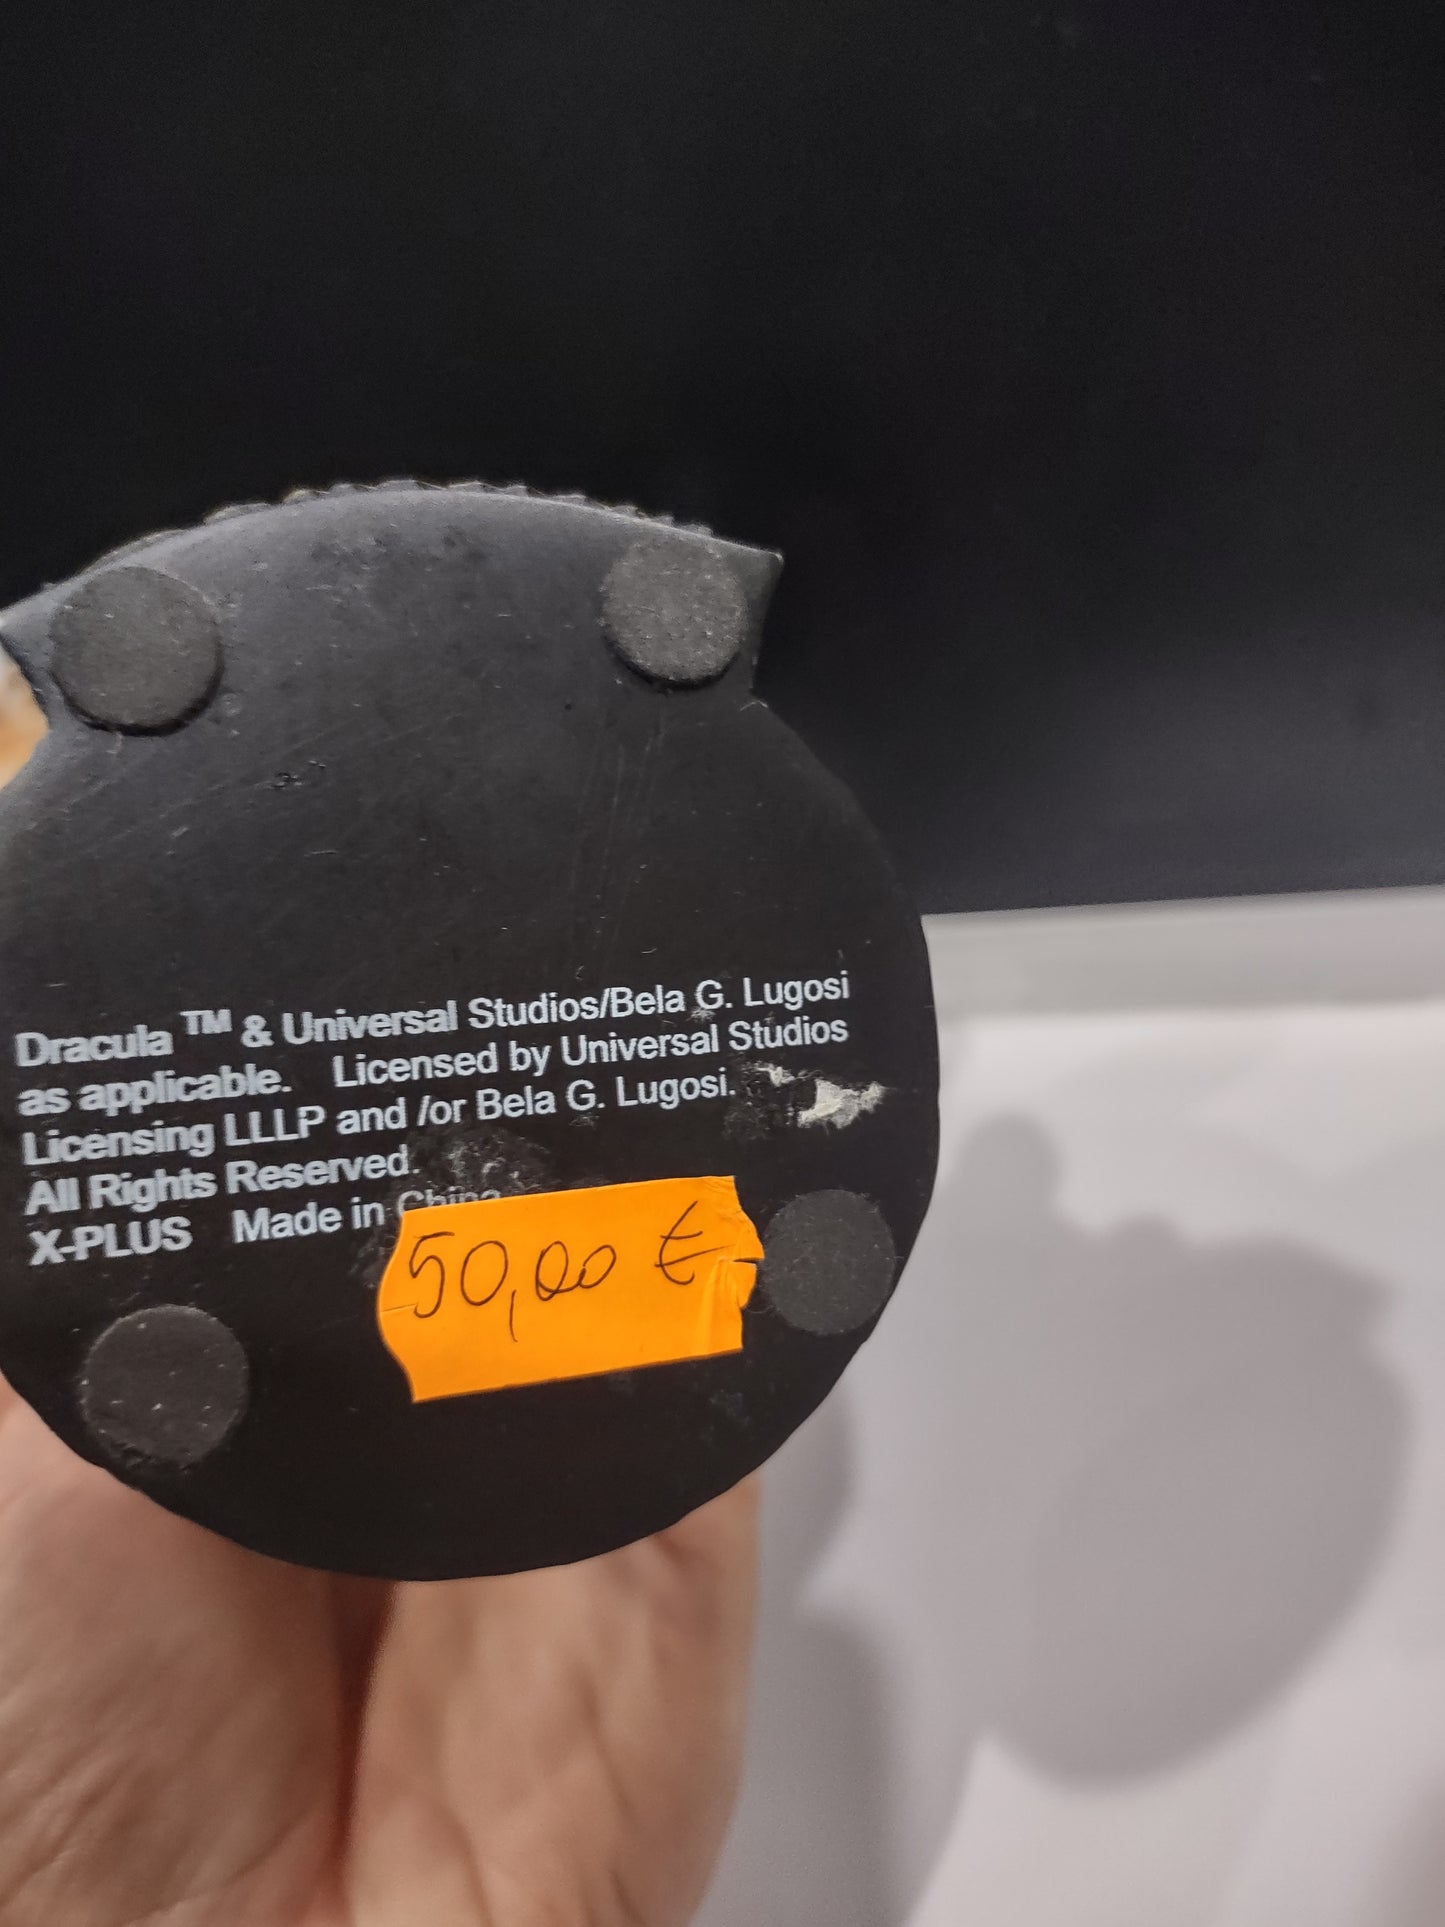 Dracula ™ & Universal Studios/Bela G. Lugosi
as applicable. Licensed by Universal Studios
Licensing LLLP and /or Bela G. Lugosi.
All Rights Reserved.
X-PLUS Made in China
50,00 €